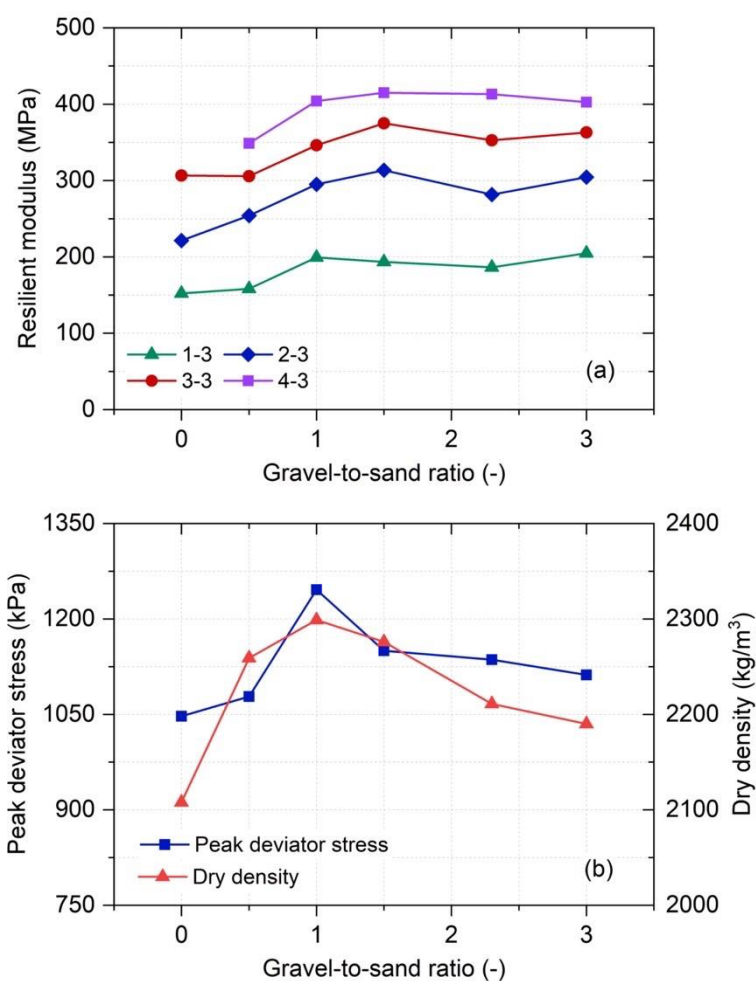 500
400
300
200
100
0
Resilient modulus (MPa)
1-3 2-3
3-3 4-3
(a)
0 1 2 3
Gravel-to-sand ratio (-)
1350
1200
1050
900
750
Peak deviator stress (kPa)
2400
2300
2200
2100
2000
Dry density (kg/m³)
Peak deviator stress
Dry density
(b)
0 1 2 3
Gravel-to-sand ratio (-)